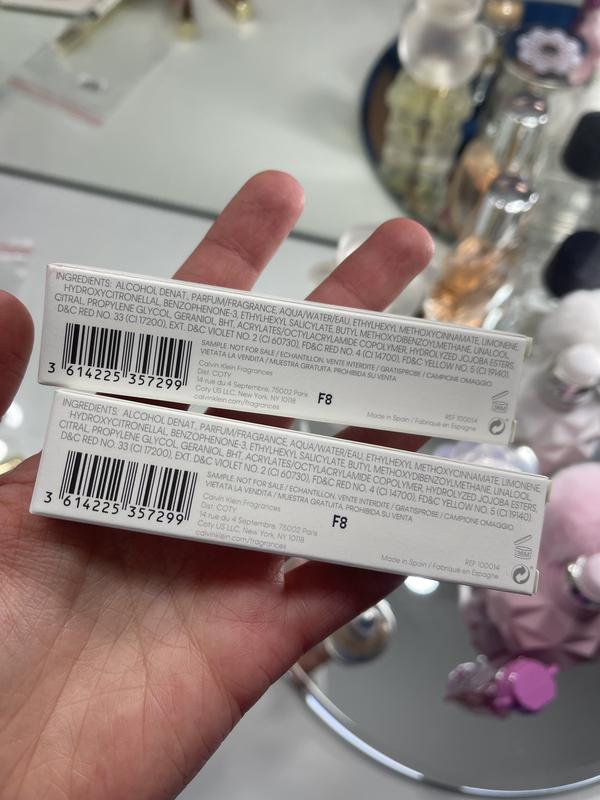 INGREDIENTS: ALCOHOL DENAT., PARFUM/FRAGRANCE, AQUA/WATER/EAU, ETHYLHEXYL METHOXYCINNAMATE, LIMONENE,
HYDROXYCITRONELLAL, BENZOPHENONE-3, ETHYLHEXYL SALICYLATE, BUTYL METHOXYDIBENZOYLMETHANE, LINALOOL,
CITRAL, PROPYLENE GLYCOL, GERANIOL, BHT, ACRYLATES/OCTYLACRYLAMIDE COPOLYMER, HYDROLYZED JOJOBA ESTERS,
D&C RED NO. 33 (CI 17200), EXT. D&C VIOLET NO. 2 (CI 60730), FD&C RED NO. 4 (CI 14700), FD&C YELLOW NO. 5 (CI 19140).
SAMPLE. NOT FOR SALE / ECHANTILLON. VENTE INTERDITE / GRATISPROBE / CAMPIONE OMAGGIO.
VIETATA LA VENDITA / MUESTRA GRATUITA. PROHIBIDA SU VENTA
Calvin Klein Fragrances
Dist. COTY
14 rue du 4 Septembre, 75002 Paris
Coty US LLC, New York, NY 10118
calvinklein.com/fragrances
F8
3 614225 357299
REF 100014
Made in Spain / Fabriqué en Espagne
36M
INGREDIENTS: ALCOHOL DENAT., PARFUM/FRAGRANCE, AQUA/WATER/EAU, ETHYLHEXYL METHOXYCINNAMATE, LIMONENE,
HYDROXYCITRONELLAL, BENZOPHENONE-3, ETHYLHEXYL SALICYLATE, BUTYL METHOXYDIBENZOYLMETHANE, LINALOOL,
CITRAL, PROPYLENE GLYCOL, GERANIOL, BHT, ACRYLATES/OCTYLACRYLAMIDE COPOLYMER, HYDROLYZED JOJOBA ESTERS,
D&C RED NO. 33 (CI 17200), EXT. D&C VIOLET NO. 2 (CI 60730), FD&C RED NO. 4 (CI 14700), FD&C YELLOW NO. 5 (CI 19140).
SAMPLE. NOT FOR SALE / ECHANTILLON. VENTE INTERDITE / GRATISPROBE / CAMPIONE OMAGGIO.
VIETATA LA VENDITA / MUESTRA GRATUITA. PROHIBIDA SU VENTA
Calvin Klein Fragrances
Dist. COTY
14 rue du 4 Septembre, 75002 Paris
Coty US LLC, New York, NY 10118
calvinklein.com/fragrances
F8
3 614225 357299
REF 100014
Made in Spain / Fabriqué en Espagne
36M